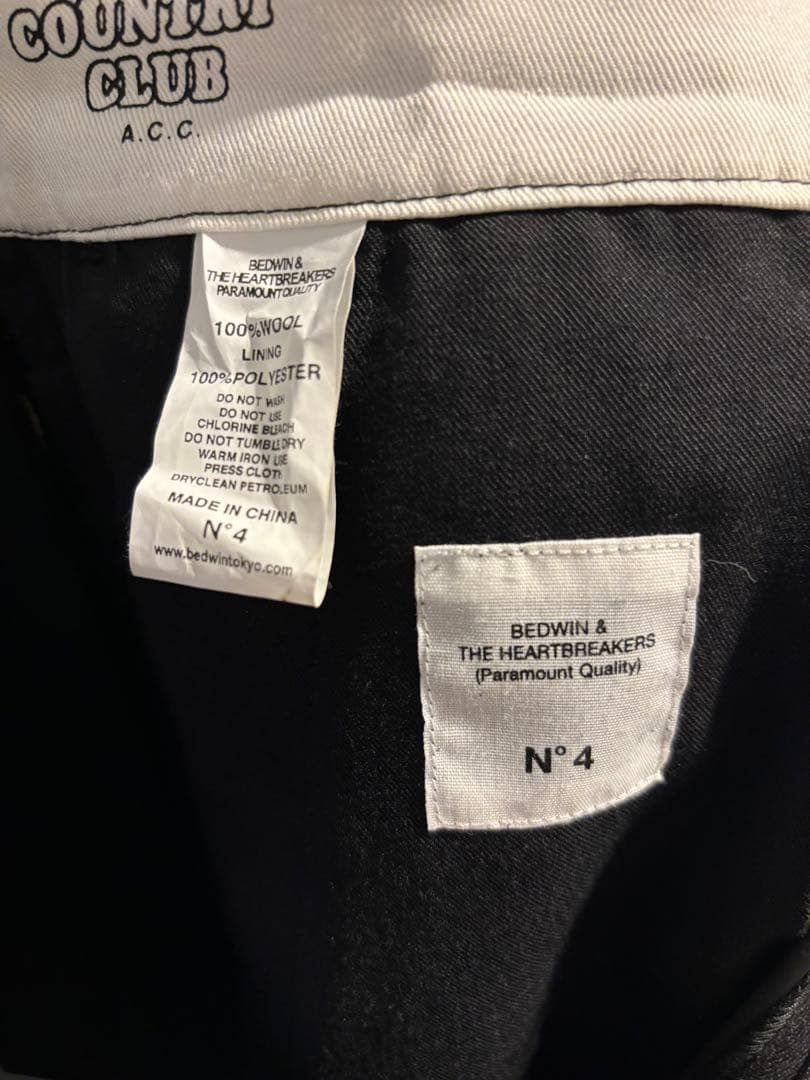 COUNTRY
CLUB
A.C.C.
BEDWIN &
THE HEARTBREAKERS
PARAMOUNT QUALITY
100%WOOL
LINING
100%POLYESTER
DO NOT WASH
DO NOT USE
CHLORINE BLEACH
DO NOT TUMBLE DRY
WARM IRON USE
PRESS CLOTH
DRYCLEAN PETROLEUM
MADE IN CHINA
N°4
www.bedwintokyo.com
BEDWIN &
THE HEARTBREAKERS
(Paramount Quality)
N° 4